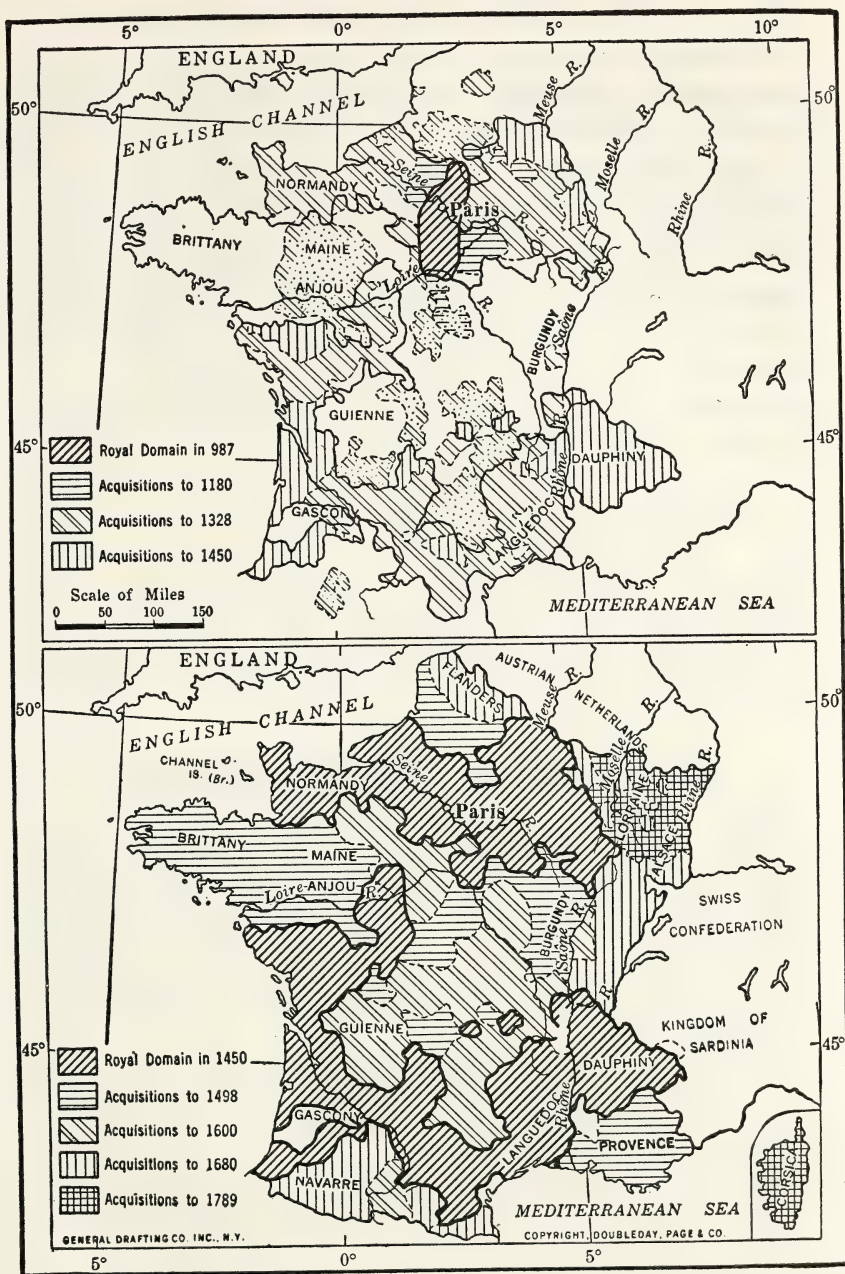 5° 0° 5° 10°
ENGLAND
50° 50°
ENGLISH CHANNEL
Meuse R.
Moselle R.
Rhine R.
Seine
NORMANDY
Paris
R.
BRITTANY
MAINE
ANJOU
Loire
R.
R.
BURGUNDY
Saône
GUIENNE
45° 45°
DAUPHINY
Rhône
R.
GASCONY
LANGUEDOC
Royal Domain in 987
Acquisitions to 1180
Acquisitions to 1328
Acquisitions to 1450
Scale of Miles
0 50 100 150
MEDITERRANEAN SEA
ENGLAND
AUSTRIAN
NETHERLANDS
FLANDERS
50° 50°
ENGLISH CHANNEL
Meuse R.
Moselle R.
CHANNEL
IS. (Br.)
NORMANDY
Seine
Paris
R.
LORRAINE
ALSACE
Rhine R.
BRITTANY
MAINE
Loire R.
ANJOU
BURGUNDY
Saône
R.
R.
SWISS
CONFEDERATION
GUIENNE
45° 45°
KINGDOM OF
SARDINIA
DAUPHINY
GASCONY
LANGUEDOC
Rhône
PROVENCE
NAVARRE
CORSICA
Royal Domain in 1450
Acquisitions to 1498
Acquisitions to 1600
Acquisitions to 1680
Acquisitions to 1789
MEDITERRANEAN SEA
GENERAL DRAFTING CO. INC., N.Y.
COPYRIGHT, DOUBLEDAY, PAGE & CO.
5° 0° 5°